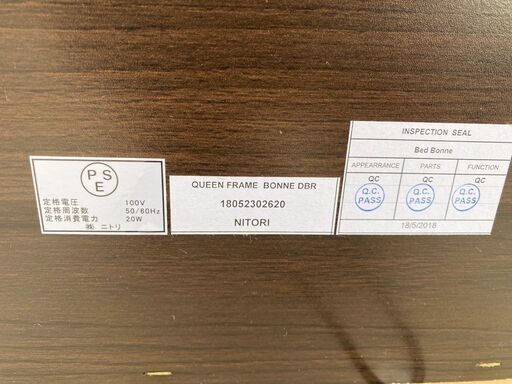 P S
E
定格電圧 100V
定格周波数 50/60Hz
定格消費電力 20W
㈱ ニトリ
QUEEN FRAME BONNE DBR
18052302620
NITORI
INSPECTION SEAL
Bed Bonne
APPEARRANCE PARTS FUNCTION
QC QC QC
Q.C. PASS Q.C. PASS Q.C. PASS
18/5/2018